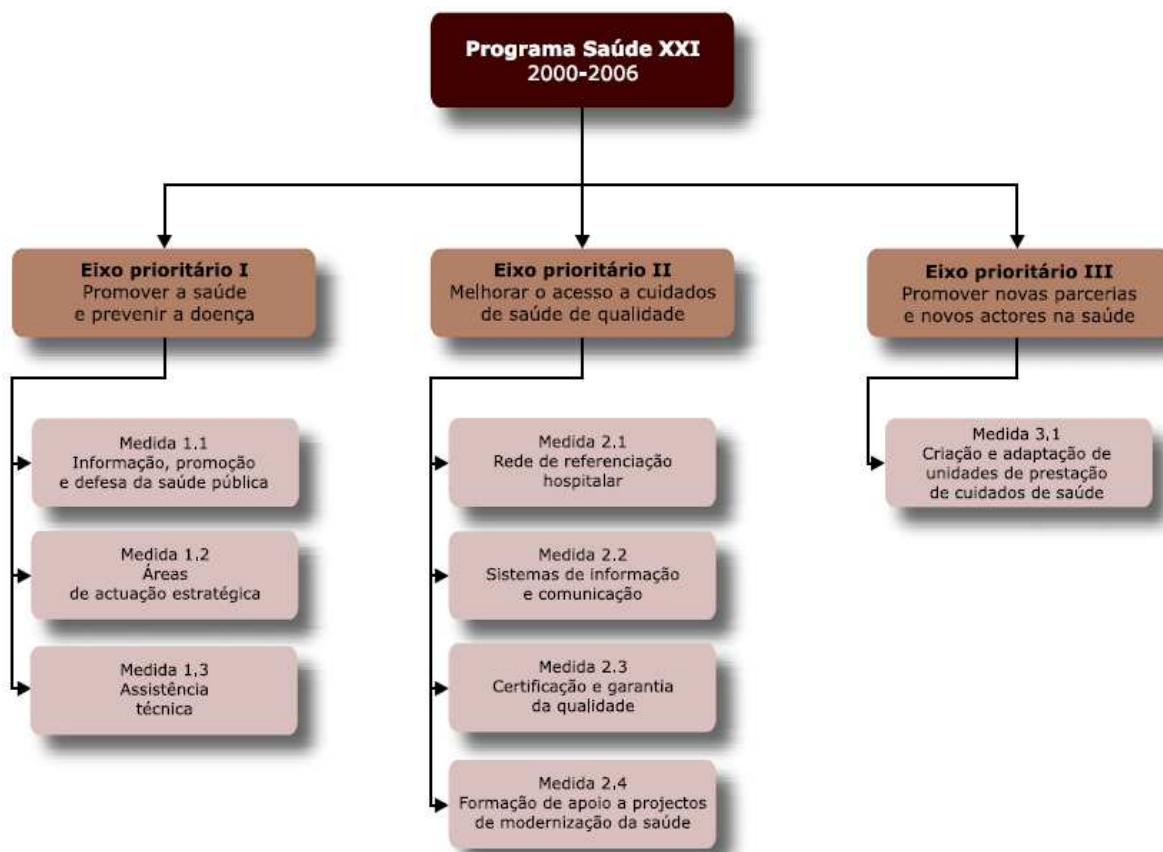 Programa Saúde XXI
2000-2006
Eixo prioritário I
Promover a saúde
e prevenir a doença
Eixo prioritário II
Melhorar o acesso a cuidados
de saúde de qualidade
Eixo prioritário III
Promover novas parcerias
e novos actores na saúde
Medida 1.1
Informação, promoção
e defesa da saúde pública
Medida 1.2
Áreas
de actuação estratégica
Medida 1.3
Assistência
técnica
Medida 2.1
Rede de referenciação
hospitalar
Medida 2.2
Sistemas de informação
e comunicação
Medida 2.3
Certificação e garantia
da qualidade
Medida 2.4
Formação de apoio a projectos
de modernização da saúde
Medida 3.1
Criação e adaptação de
unidades de prestação
de cuidados de saúde